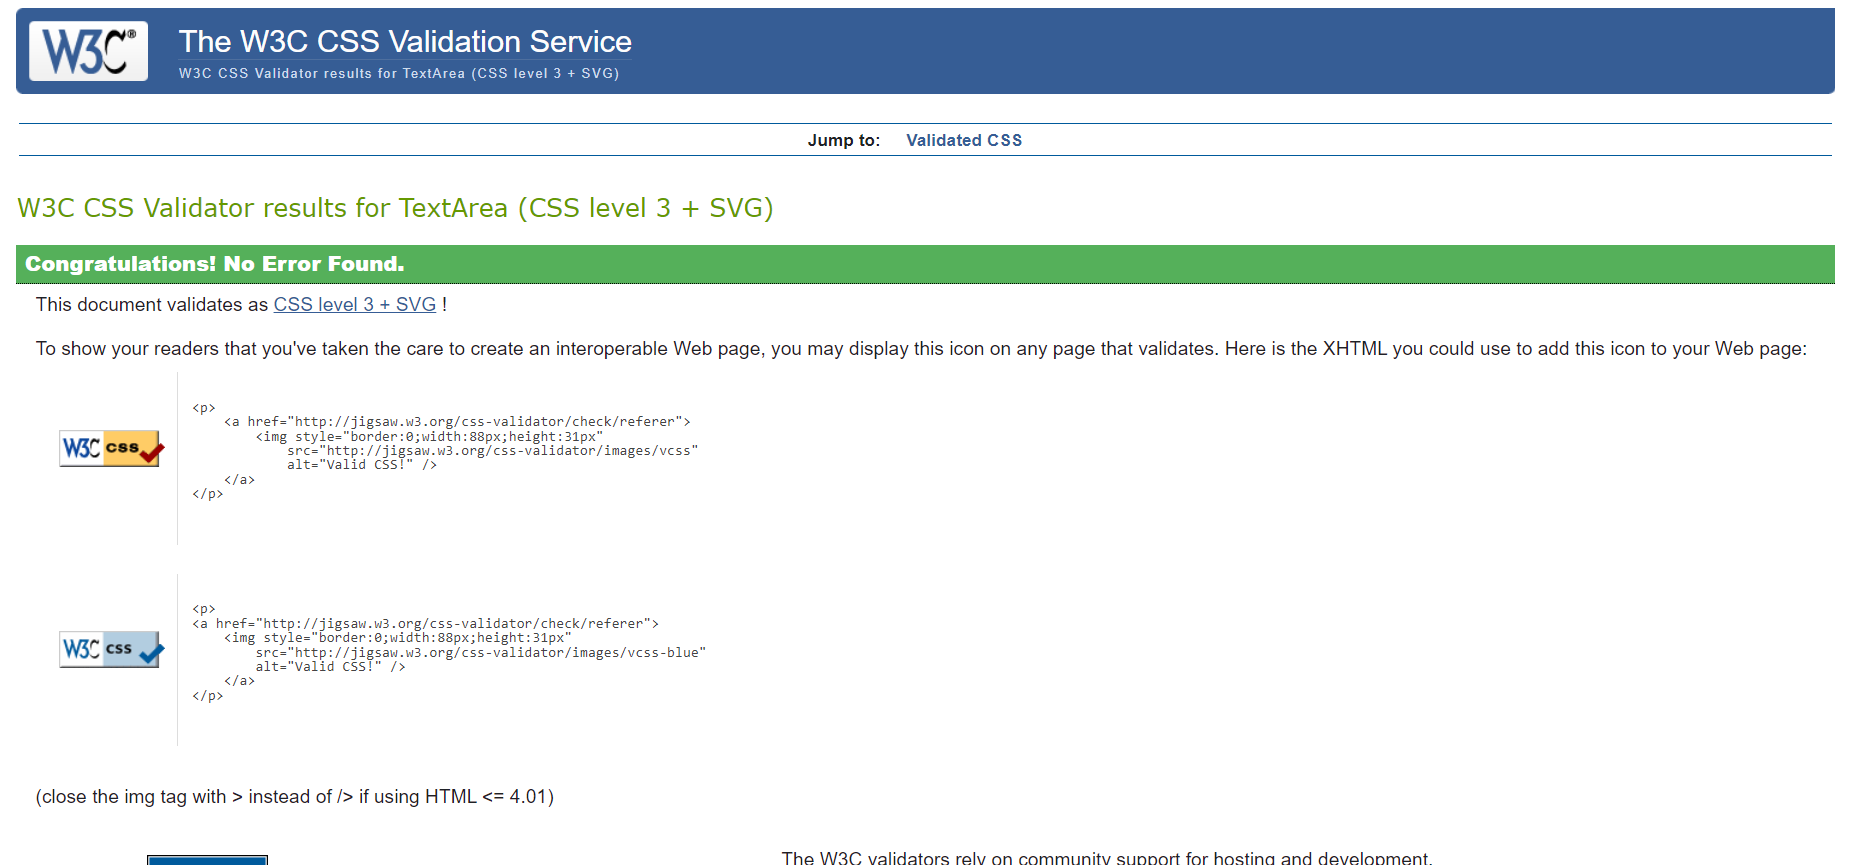 W3C®
The W3C CSS Validation Service
W3C CSS Validator results for TextArea (CSS level 3 + SVG)
Jump to: Validated CSS
W3C CSS Validator results for TextArea (CSS level 3 + SVG)
Congratulations! No Error Found.
This document validates as CSS level 3 + SVG !
To show your readers that you've taken the care to create an interoperable Web page, you may display this icon on any page that validates. Here is the XHTML you could use to add this icon to your Web page:
W3C css
<p>
<a href="http://jigsaw.w3.org/css-validator/check/referer">
<img style="border:0;width:88px;height:31px"
src="http://jigsaw.w3.org/css-validator/images/vcss"
alt="Valid CSS!" />
</a>
</p>
W3C css
<p>
<a href="http://jigsaw.w3.org/css-validator/check/referer">
<img style="border:0;width:88px;height:31px"
src="http://jigsaw.w3.org/css-validator/images/vcss-blue"
alt="Valid CSS!" />
</a>
</p>
(close the img tag with > instead of /> if using HTML <= 4.01)
The W3C validators rely on community support for hosting and development.